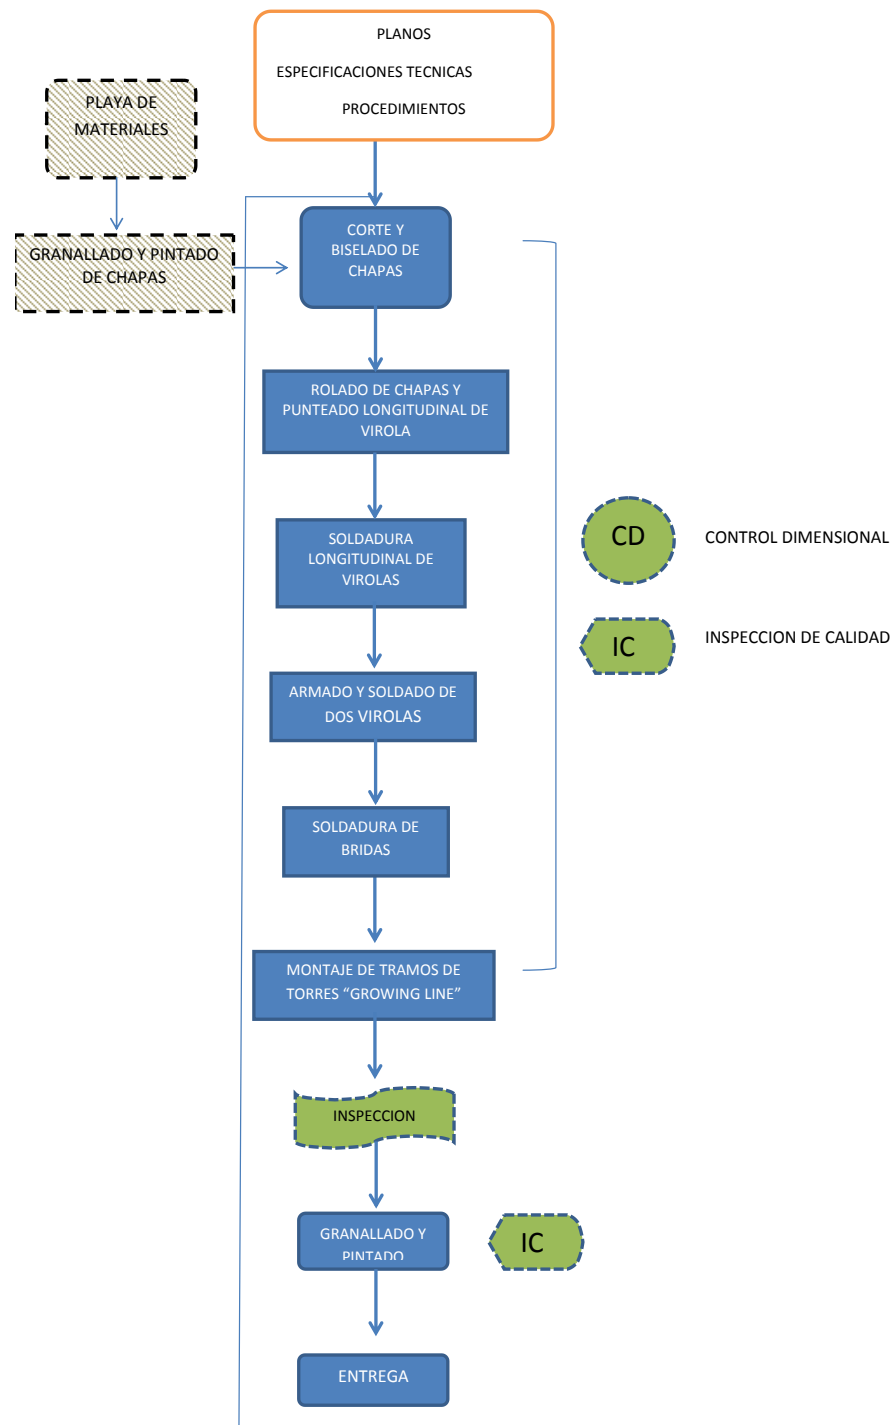 PLANOS
ESPECIFICACIONES TECNICAS
PROCEDIMIENTOS
PLAYA DE
MATERIALES
GRANALLADO Y PINTADO
DE CHAPAS
CORTE Y
BISELADO DE
CHAPAS
ROLADO DE CHAPAS Y
PUNTEADO LONGITUDINAL DE
VIROLA
SOLDADURA
LONGITUDINAL DE
VIROLAS
CD
CONTROL DIMENSIONAL
IC
INSPECCION DE CALIDAD
ARMADO Y SOLDADO DE
DOS VIROLAS
SOLDADURA DE
BRIDAS
MONTAJE DE TRAMOS DE
TORRES “GROWING LINE”
INSPECCION
GRANALLADO Y
PINTADO
IC
ENTREGA